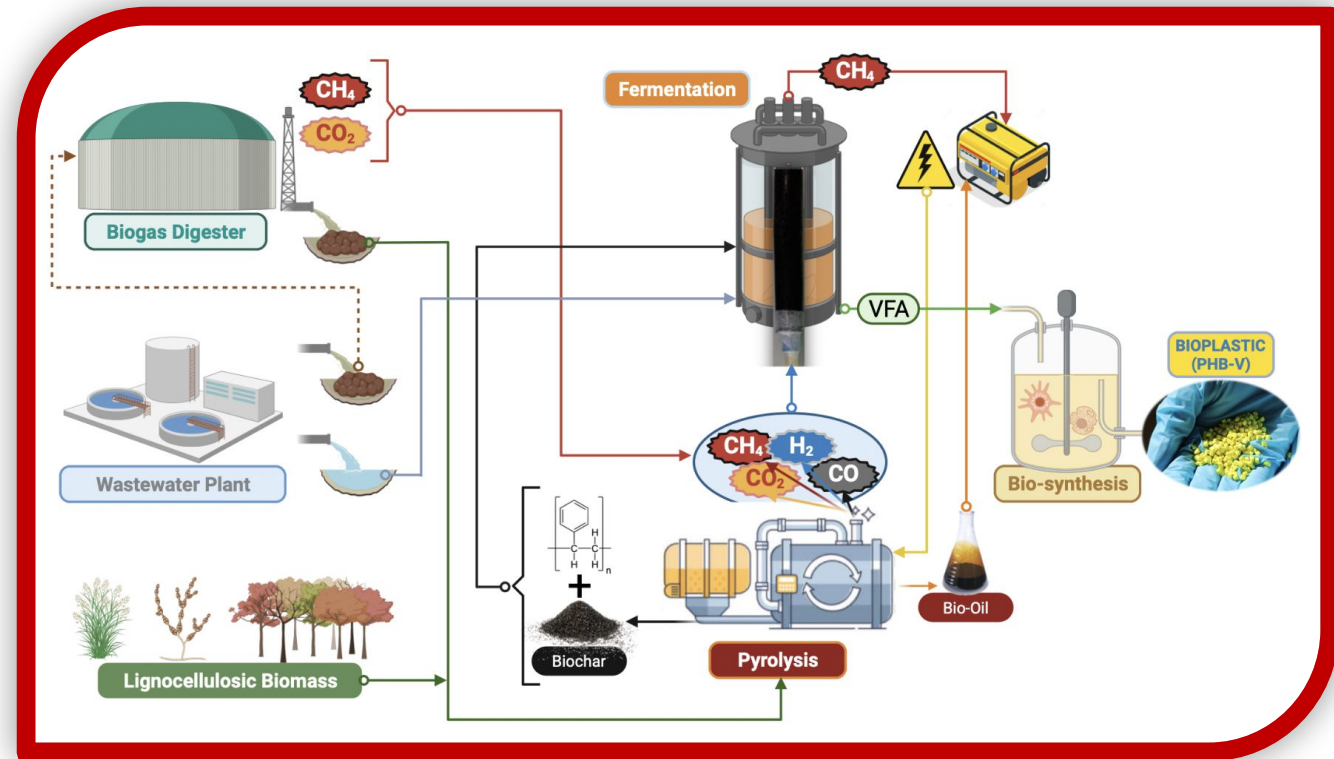 CH₄
CO₂
Biogas Digester
Fermentation
CH₄
VFA
BIOPLASTIC
(PHB-V)
Wastewater Plant
CH₄
H₂
CO₂
CO
Bio-synthesis
H
C
C
H
H
n
+
Biochar
Bio-Oil
Pyrolysis
Lignocellulosic Biomass